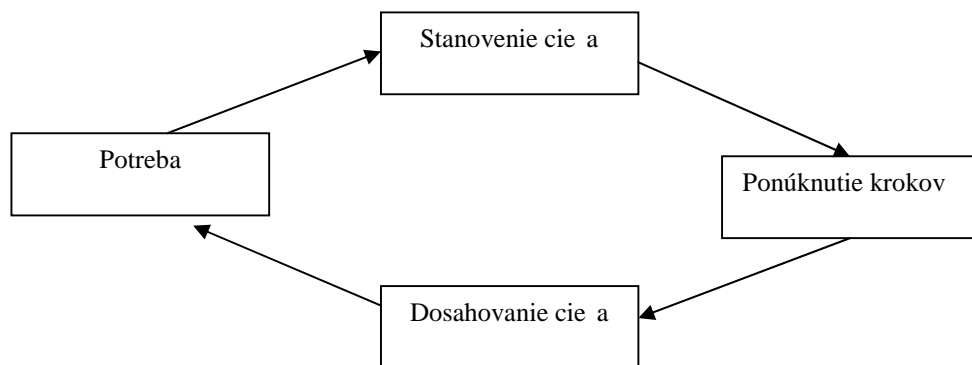 Stanovenie cie a
Potreba
Ponúknutie krokov
Dosahovanie cie a